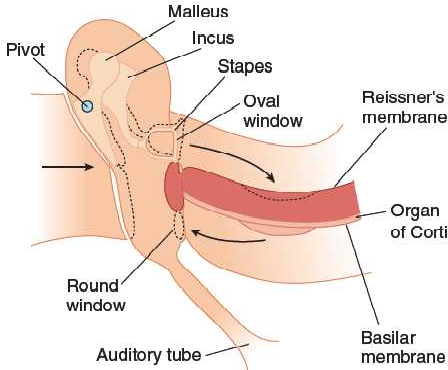 Malleus
Incus
Pivot
Stapes
Oval
window
Reissner's
membrane
Organ
of Corti
Round
window
Auditory tube
Basilar
membrane